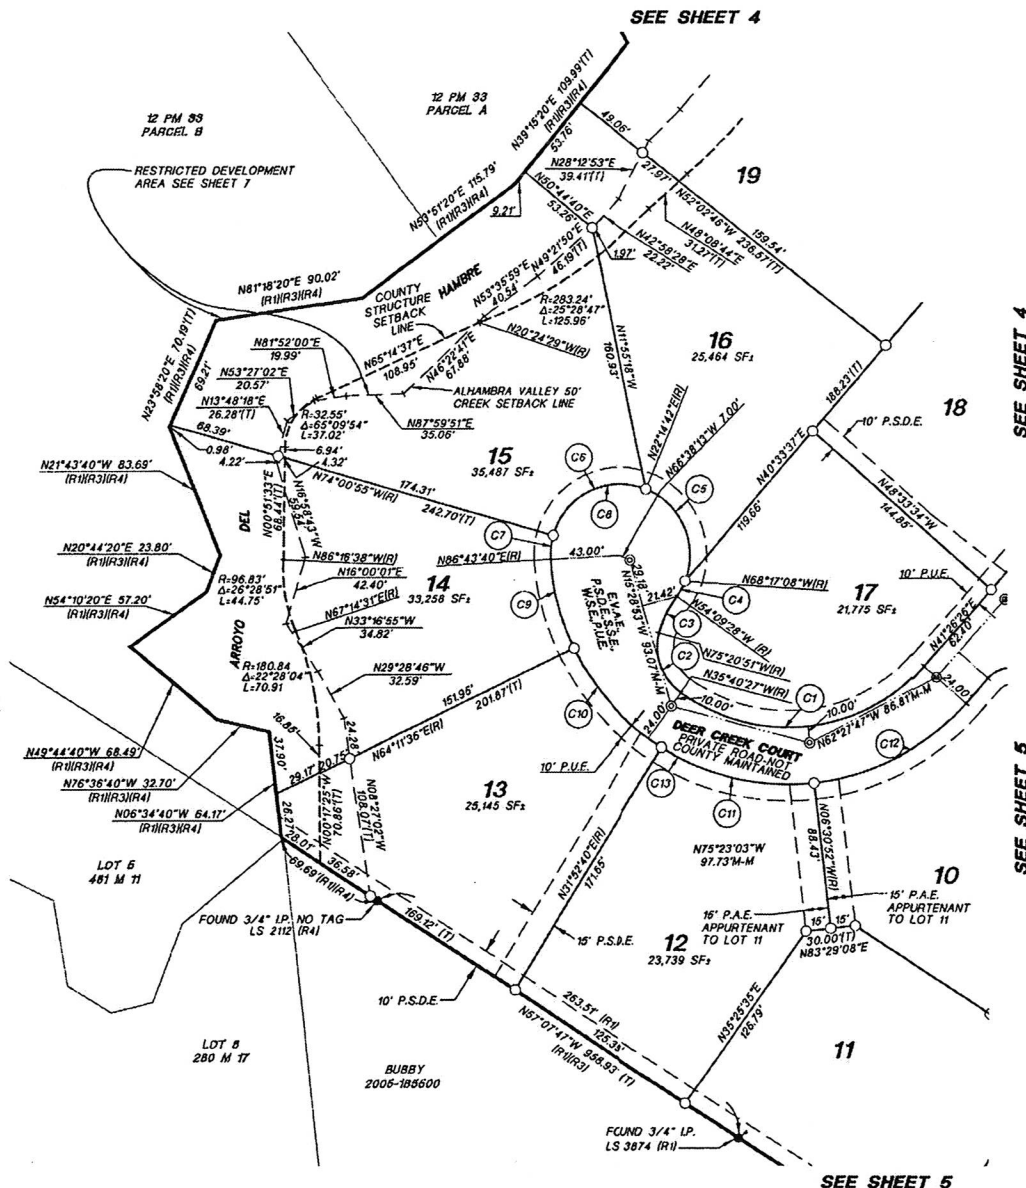 SEE SHEET 4
12 PM 33
PARCEL A
12 PM 33
PARCEL B
RESTRICTED DEVELOPMENT
AREA SEE SHEET 7
N39°15'20"E 109.99'(T)
(R1)(R3)(R4)
53.76'
49.06'
N28°12'53"E
39.41'(T)
27.97'
N52°02'46"W 236.57'(T)
159.54'
19
N53°51'20"E 115.79'
(R1)(R3)(R4)
9.21'
N50°44'40"E
53.26'
N48°08'44"E
31.27'(T)
N42°58'28"E
22.22'
1.97'
N81°18'20"E 90.02'
(R1)(R3)(R4)
COUNTY
STRUCTURE
SETBACK
LINE
HAMBRE
N53°35'59"E
40.54'
N49°21'50"E
46.19'(T)
R=283.24'
Δ=25°28'47"
L=125.96'
N20°24'29"W(R)
N11°55'18"W
160.93'
16
25,464 SF±
N23°58'20"E 70.19'(T)
(R1)(R3)(R4)
69.21'
N81°52'00"E
19.99'
N65°14'37"E
108.95'
N46°22'41"E
67.88'
N53°27'02"E
20.57'
ALHAMBRA VALLEY 50'
CREEK SETBACK LINE
N13°48'18"E
26.28'(T)
R=32.55'
Δ=65°09'54"
L=37.02'
N87°59'51"E
35.06'
N22°14'42"E(R)
N66°38'13"W 7.00'
188.23'(T)
SEE SHEET 4
18
10' P.S.D.E.
68.39'
0.98'
4.22'
6.94'
4.32'
15
35,487 SF±
C6
C5
C8
N40°33'37"E
119.66'
N48°33'34"W
144.85'
N21°43'40"W 83.69'
(R1)(R3)(R4)
N74°00'55"W(R)
174.31'
242.70'(T)
DEL
N00°51'33"E
68.44'(T)
N16°58'43"W
59.54'
C7
N20°44'20"E 23.80'
(R1)(R3)(R4)
N86°16'38"W(R)
N86°43'40"E(R)
43.00'
N68°17'08"W(R)
10' P.U.E.
N16°00'01"E
42.40'
14
33,258 SF±
29.18'
N15°28'53"W 93.07'M-M
21.42'
C4
17
21,775 SF±
R=96.83'
Δ=26°28'51"
L=44.75'
E.V.A.E.,
P.S.D.E., S.S.E.,
W.S.E., P.U.E.
N54°10'20"E 57.20'
(R1)(R3)(R4)
N67°14'31"E(R)
C9
C3
N54°09'28"W (R)
N41°26'26"E
62.40'
N33°16'55"W
34.82'
C2
N75°20'51"W(R)
ARROYO
R=180.84
Δ=22°28'04"
L=70.91
N29°28'46"W
32.59'
N35°40'27"W(R)
24.00'
C1
10.00'
10.00'
24.00'
C10
N62°27'47"W 86.87'M-M
DEER CREEK COURT
PRIVATE ROAD-NOT
COUNTY MAINTAINED
C12
151.95'
201.87'(T)
N64°11'36"E(R)
16.86'
24.28'
N49°44'40"W 68.49'
(R1)(R3)(R4)
29.17'
20.75'
37.90'
10' P.U.E.
C13
C11
N76°36'40"W 32.70'
(R1)(R3)(R4)
13
25,145 SF±
SEE SHEET 5
N06°34'40"W 64.17'
(R1)(R3)(R4)
26.27'
N00°17'25"W
70.86'(T)
N08°27'02"W
108.07'(T)
N75°23'03"W
97.73'M-M
N06°30'52"W(R)
88.43'
N31°52'40"E(R)
171.65'
LOT 5
481 M 11
28.01'
36.58'
69.69'(R1)(R4)
10
15' P.A.E.
APPURTENANT
TO LOT 11
16' P.A.E.
APPURTENANT
TO LOT 11
FOUND 3/4" I.P. NO TAG
LS 2112 (R4)
169.12' (T)
15' P.S.D.E.
12
23,739 SF±
15'
15'
30.00'(T)
N83°29'08"E
10' P.S.D.E.
263.51' (R1)
125.35'
N57°07'47"W 958.93' (T)
(R1)(R3)
N35°25'35"E
126.79'
LOT 8
280 M 17
BUBBY
2005-185600
11
FOUND 3/4" I.P.
LS 3874 (R1)
SEE SHEET 5